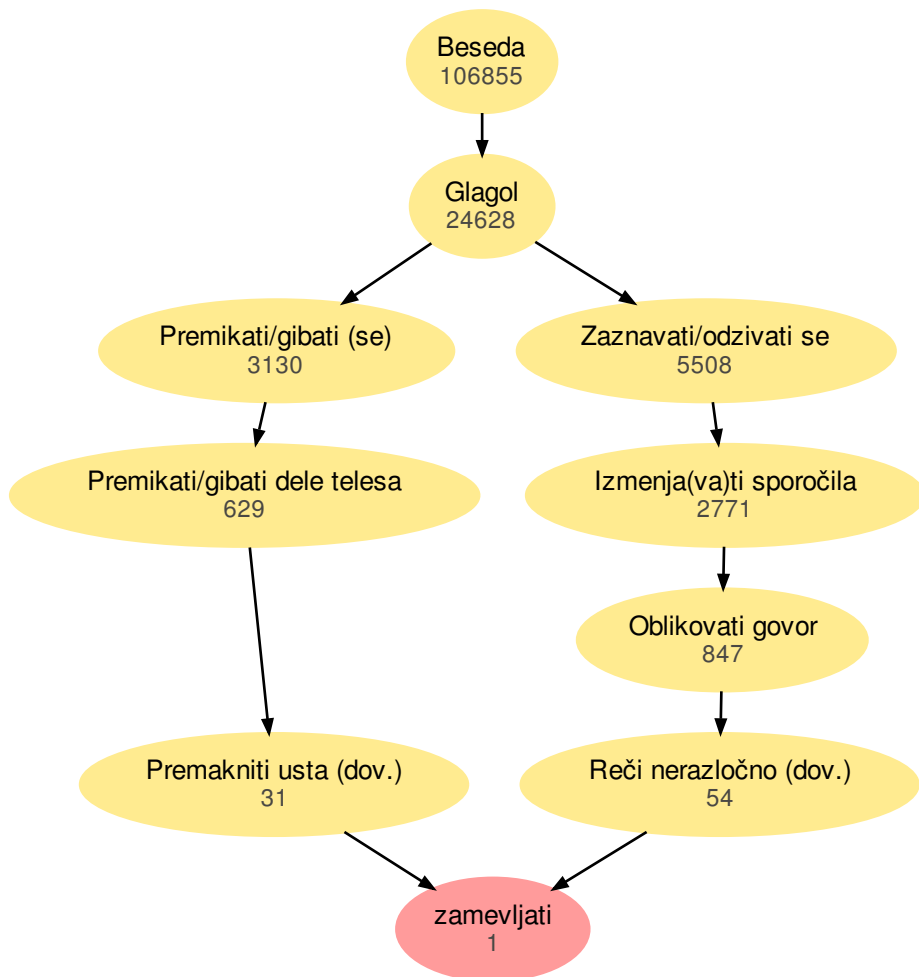 Beseda
106855
Glagol
24628
Premikati/gibati (se)
3130
Zaznavati/odzivati se
5508
Premikati/gibati dele telesa
629
Izmenja(va)ti sporočila
2771
Oblikovati govor
847
Premakniti usta (dov.)
31
Reči nerazločno (dov.)
54
zamevljati
1